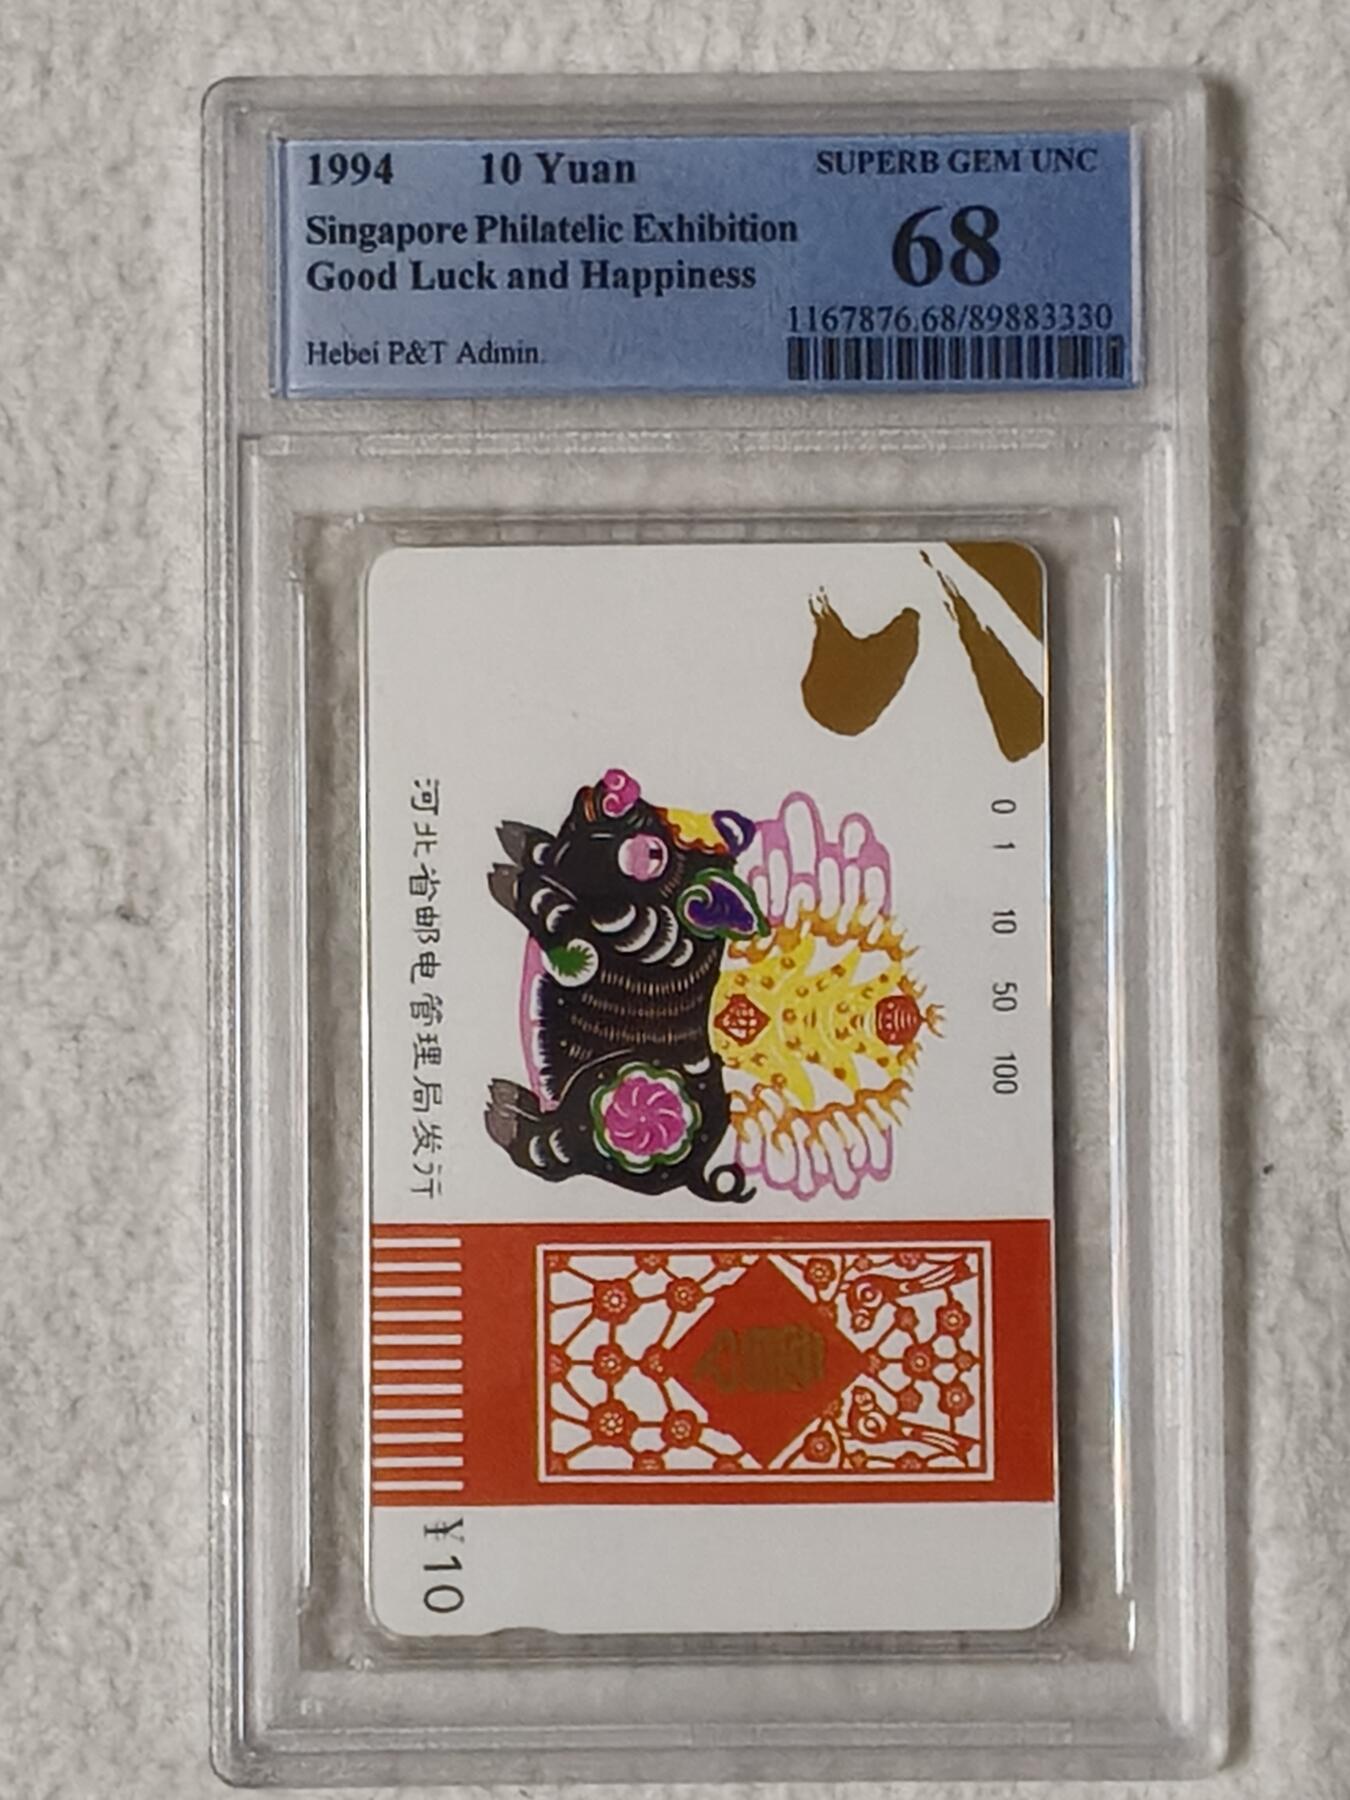 1994 10 Yuan
SUPERB GEM UNC
Singapore Philatelic Exhibition
Good Luck and Happiness
68
1167876.68/89883330
Hebei P&T Admin.
0 1 10 50 100
河北省邮电管理局发行
¥10